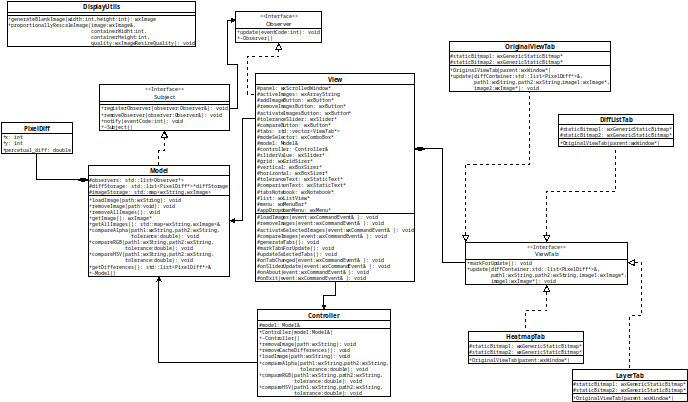 DisplayUtils
+generateBlankImage(width:int,height:int): wxImage
+proportionallyRescaleImage(image:wxImage&,
containerWidht:int,
containerHeight:int,
quality:wxImageResizeQuality): void
<<Interface>>
Observer
+update(eventCode:int): void
+~Observer()
<<Interface>>
Subject
+registerObserver(observer:Observer&): void
+removeObserver(observer:Observer&): void
+notify(eventCode:int): void
+~Subject()
PixelDiff
+x: int
+y: int
+percetual_diff: double
Model
#observers: std::list<Observer*>
#diffStorage: std::list<PixelDiff>*diffStorage
#imageStorage: std::map<wxString,wxImage>
+loadImage(path:wxString): void
+removeImage(path:void): void
+removeAllImages(): void
+getImage(): wxImage*
+getAllImages(): std::map<wxString,wxImage>&
+compareAlpha(path1:wxString,path2:wxString,
tolerance:double): void
+compareRGB(path1:wxString,path2:wxString,
tolerance:double): void
+compareHSV(path1:wxString,path2:wxString,
tolerance:double): void
+getDifferences(): std::list<PixelDiff>&
+~Model()
View
#panel: wxScrolledWindow*
#activeImages: wxArrayString
#addImageButton: wxButton*
#removeImagesButton: wxButton*
#activateImagesButton: wxButton*
#toleranceSlider: wxSlider*
#compareButton: wxButton*
#tabs: std::vector<ViewTab*>
#modeSelector: wxComboBox*
#model: Model&
#controller: Controller&
#sliderValue: wxSlider*
#grid: wxGridSizer*
#vertical: wxBoxSizer*
#horizontal: wxBoxSizer*
#toleranceText: wxStaticText*
#comparisonText: wxStaticText*
#tabsNotebook: wxNotebook*
#list: wxListView*
#menu: wxMenuBar*
#appDropdownMenu: wxMenu*
#loadImages(event:wxCommandEvent& ): void
#removeImages(event:wxCommandEvent& ): void
#activateSelectedImages(event:wxCommandEvent& ): void
#compareImages(event:wxCommandEvent& ): void
#generateTabs(): void
#markTabForUpdate(): void
#updateSelectedTabs(): void
#onTabChanged(event:wxCommandEvent& ): void
#onSlidedUpdate(event:wxCommandEvent& ): void
#onAbout(event:wxCommandEvent& ): void
#onExit(event:wxCommandEvent& ): void
Controller
#model: Model&
+Controller(model:Model&)
+~Controller()
+removeImage(path:wxString): void
+removeCacheDifferences(): void
+loadImage(path:wxString): void
+compareAlpha(path1:wxString,path2:wxString,
tolerance:double): void
+compareRGB(path1:wxString,path2:wxString,
tolerance:double): void
+compareHSV(path1:wxString,path2:wxString,
tolerance:double): void
OriginalViewTab
#staticBitmap1: wxGenericStaticBitmap*
#staticBitmap2: wxGenericStaticBitmap*
+OriginalViewTab(parent:wxWindow*)
+update(diffContainer:std::list<PixelDiff>&,
path1:wxString,path2:wxString,image1:wxImage*,
image2:wxImage*): void
DiffListTab
#staticBitmap1: wxGenericStaticBitmap*
#staticBitmap2: wxGenericStaticBitmap*
+OriginalViewTab(parent:wxWindow*)
<<Interface>>
ViewTab
+markForUpdate(): void
+update(diffContainer:std::list<PixelDiff>&,
path1:wxString,path2:wxString,image1:wxImage*,
image1:wxImage*): void
HeatmapTab
#staticBitmap1: wxGenericStaticBitmap*
#staticBitmap2: wxGenericStaticBitmap*
+OriginalViewTab(parent:wxWindow*)
LayerTab
#staticBitmap1: wxGenericStaticBitmap*
#staticBitmap2: wxGenericStaticBitmap*
+OriginalViewTab(parent:wxWindow*)